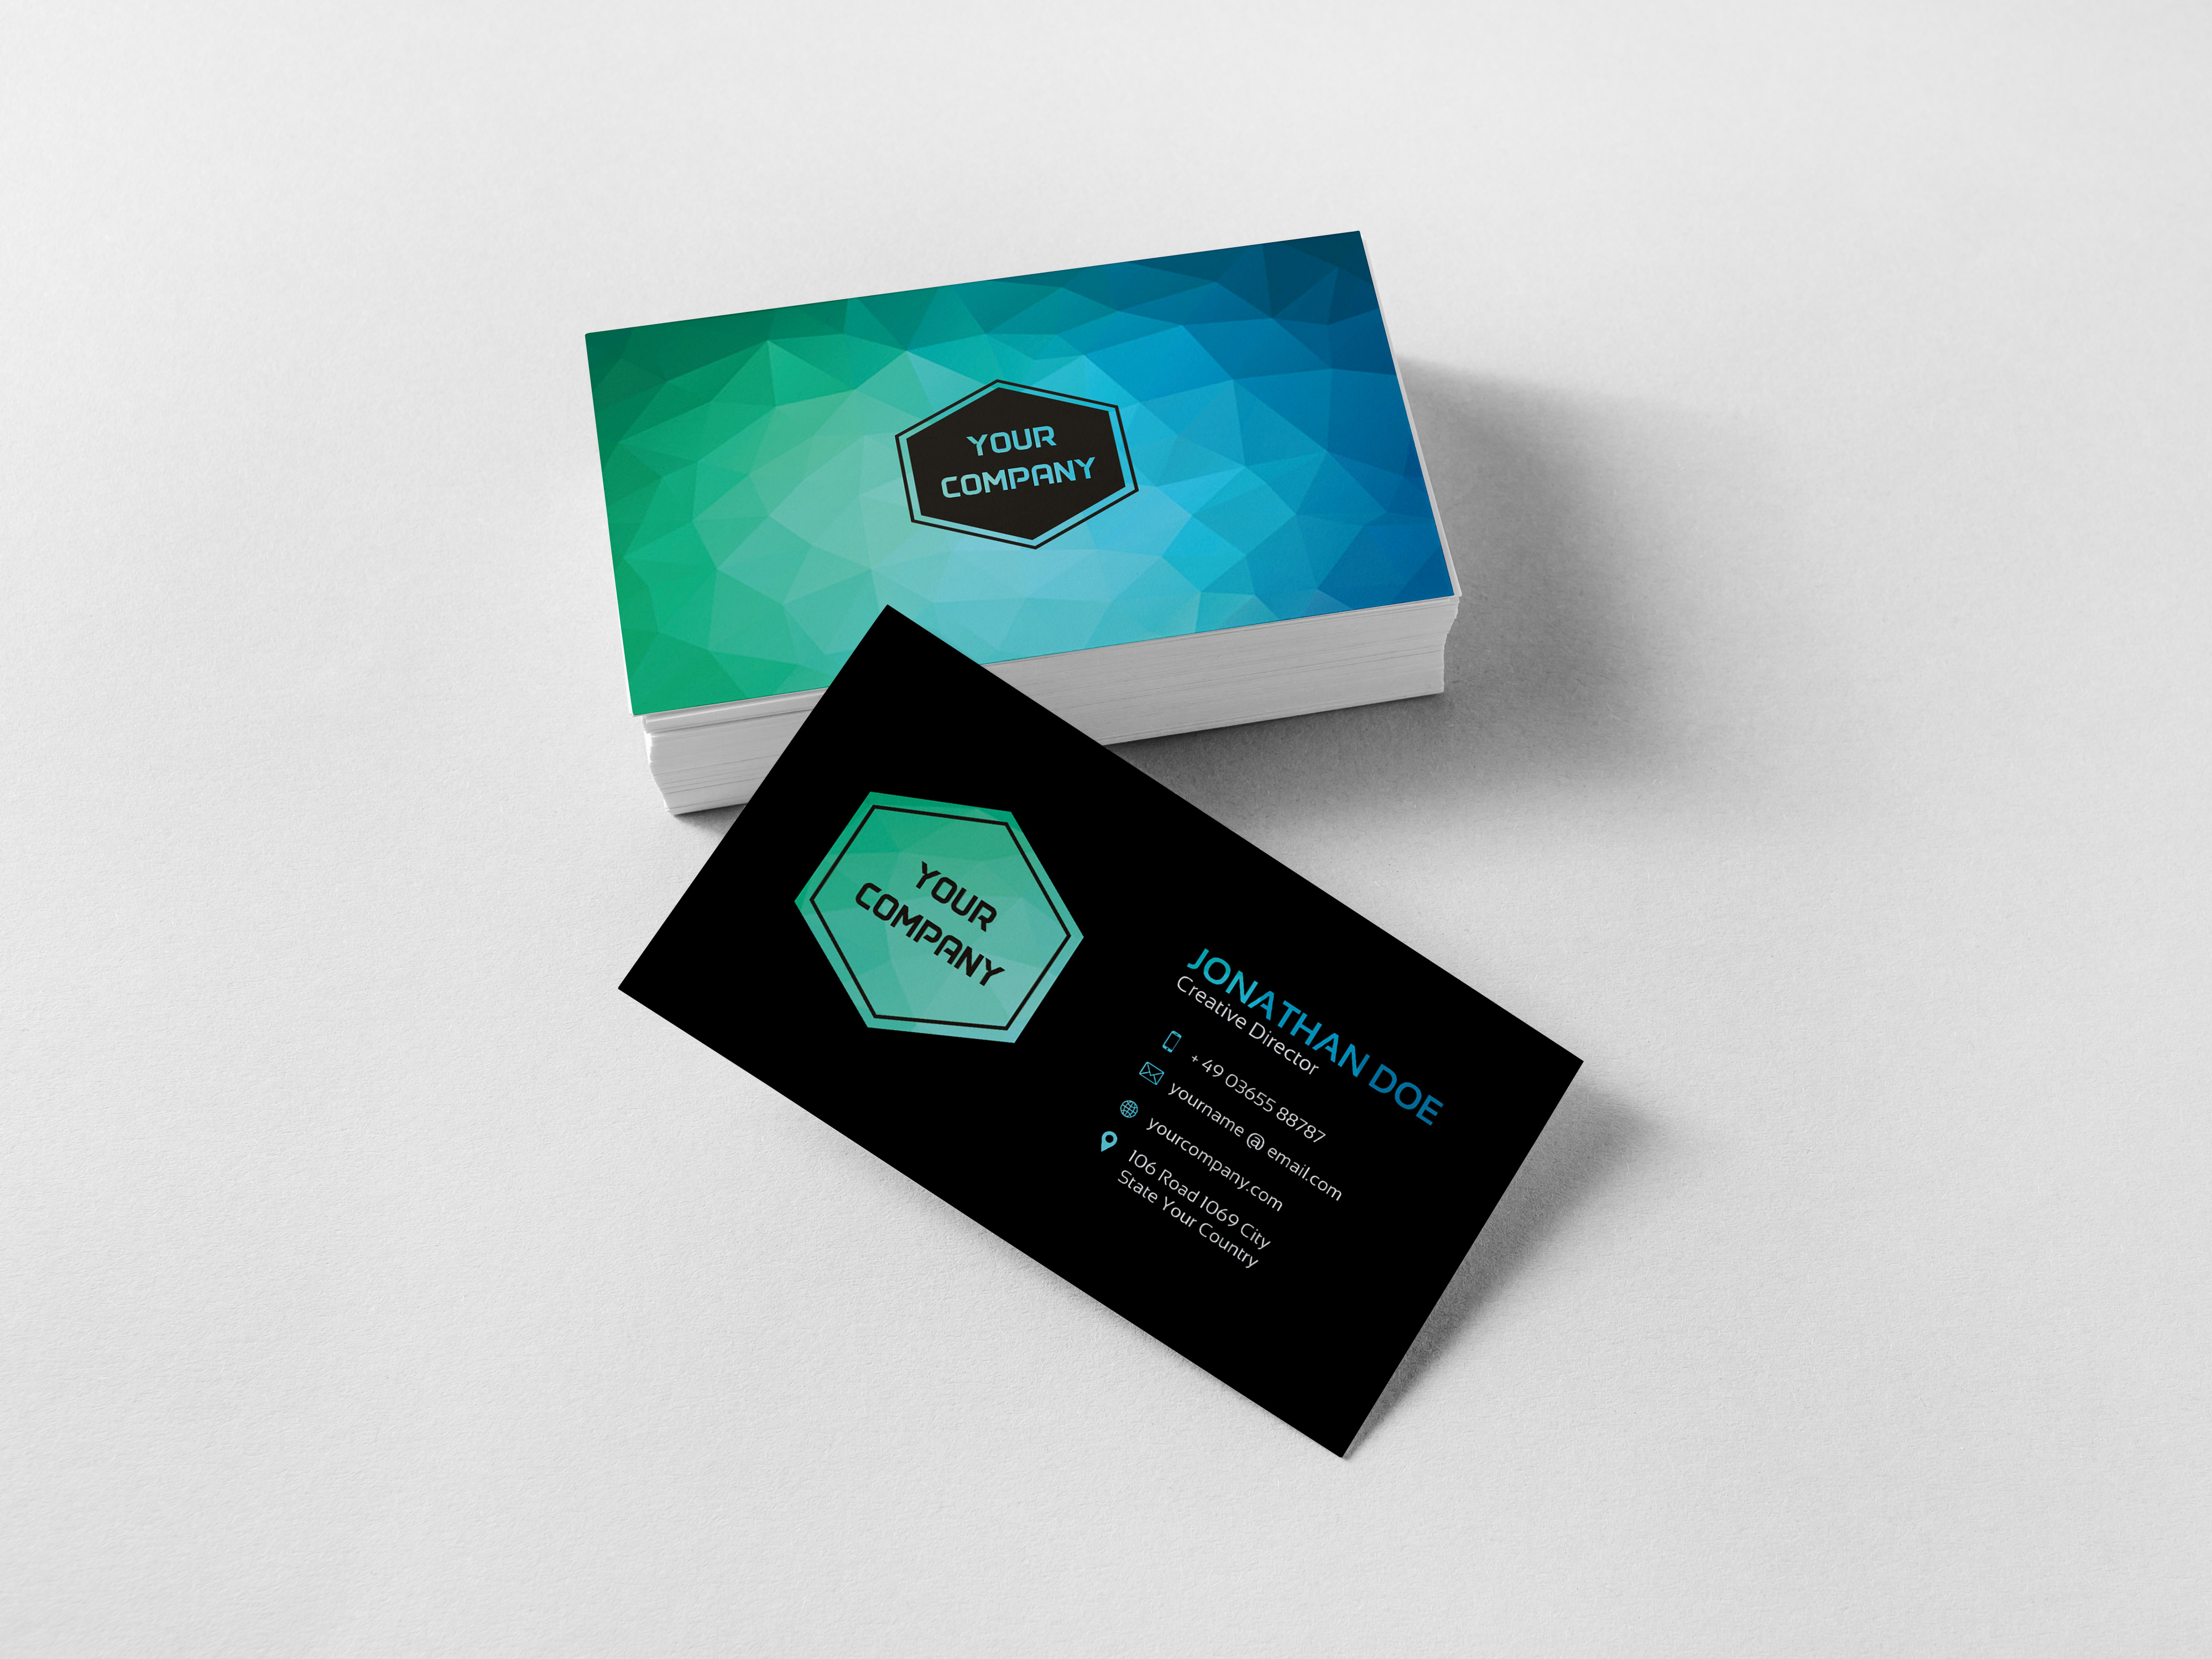 YOUR
COMPANY
YOUR
COMPANY
JONATHAN DOE
Creative Director
+ 49 03655 88787
yourname @ email.com
yourcompany.com
106 Road 1069 City
State Your Country